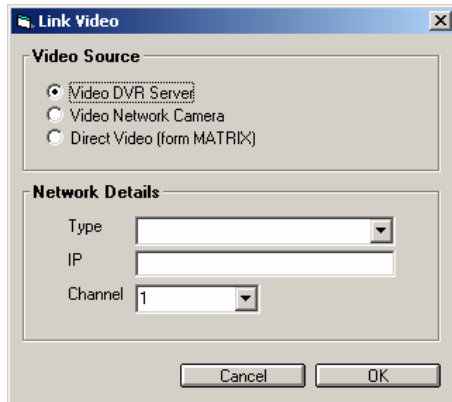 Link Video
Video Source
Video DVR Server
Video Network Camera
Direct Video (form MATRIX)
Network Details
Type
IP
Channel 1
Cancel OK